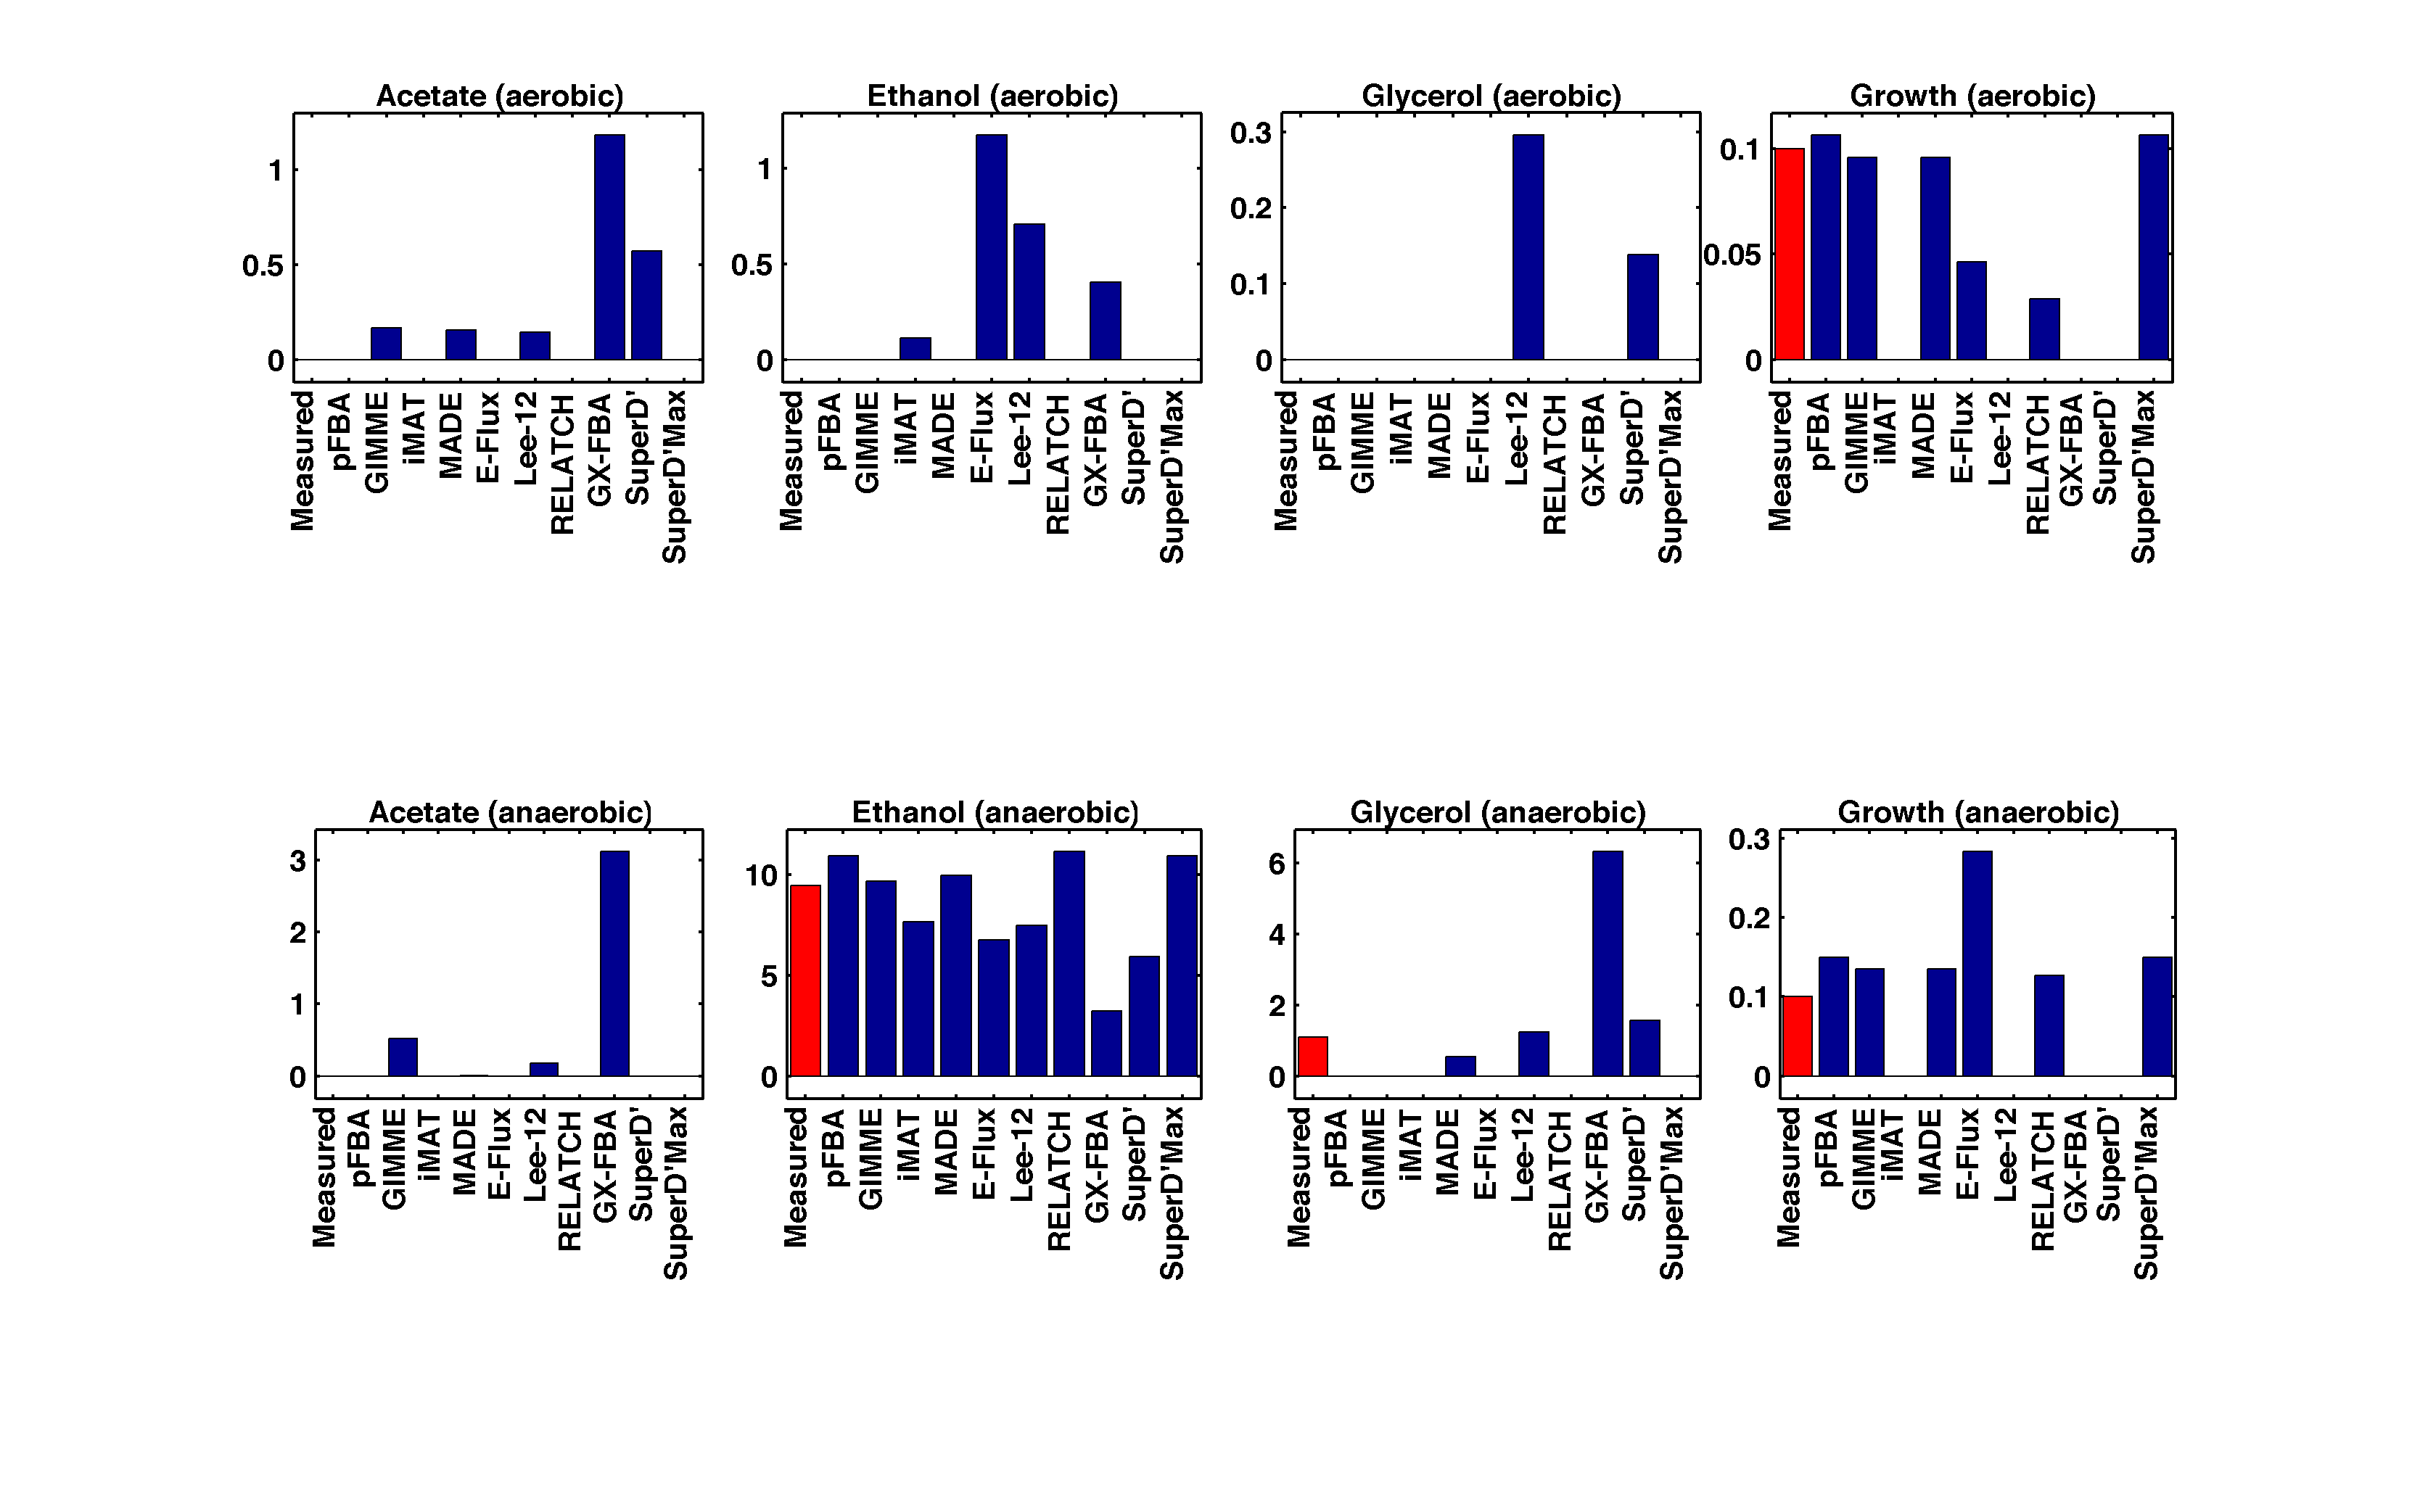 Acetate (aerobic)
1
0.5
0
Measured
pFBA
GIMME
iMAT
MADE
E-Flux
Lee-12
RELATCH
GX-FBA
SuperD'
SuperD'Max
Ethanol (aerobic)
1
0.5
0
Measured
pFBA
GIMME
iMAT
MADE
E-Flux
Lee-12
RELATCH
GX-FBA
SuperD'
SuperD'Max
Glycerol (aerobic)
0.3
0.2
0.1
0
Measured
pFBA
GIMME
iMAT
MADE
E-Flux
Lee-12
RELATCH
GX-FBA
SuperD'
SuperD'Max
Growth (aerobic)
0.1
0.05
0
Measured
pFBA
GIMME
iMAT
MADE
E-Flux
Lee-12
RELATCH
GX-FBA
SuperD'
SuperD'Max
Acetate (anaerobic)
3
2
1
0
Measured
pFBA
GIMME
iMAT
MADE
E-Flux
Lee-12
RELATCH
GX-FBA
SuperD'
SuperD'Max
Ethanol (anaerobic)
10
5
0
Measured
pFBA
GIMME
iMAT
MADE
E-Flux
Lee-12
RELATCH
GX-FBA
SuperD'
SuperD'Max
Glycerol (anaerobic)
6
4
2
0
Measured
pFBA
GIMME
iMAT
MADE
E-Flux
Lee-12
RELATCH
GX-FBA
SuperD'
SuperD'Max
Growth (anaerobic)
0.3
0.2
0.1
0
Measured
pFBA
GIMME
iMAT
MADE
E-Flux
Lee-12
RELATCH
GX-FBA
SuperD'
SuperD'Max